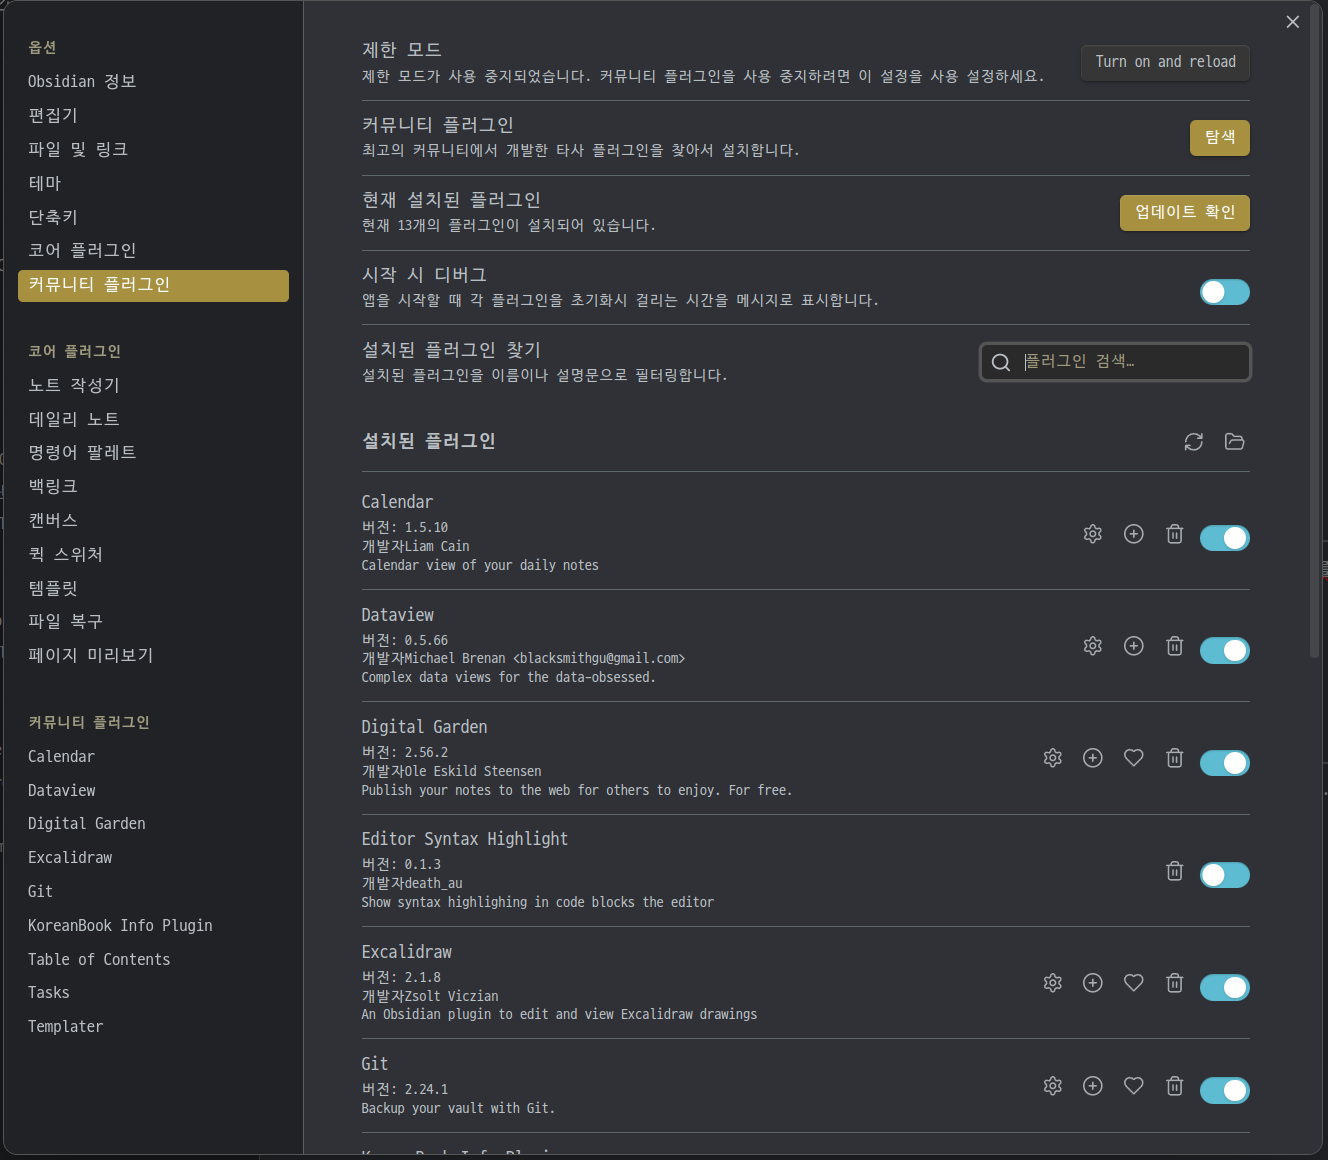 옵션
Obsidian 정보
편집기
파일 및 링크
테마
단축키
코어 플러그인
커뮤니티 플러그인
코어 플러그인
노트 작성기
데일리 노트
명령어 팔레트
백링크
캔버스
퀵 스위처
템플릿
파일 복구
페이지 미리보기
커뮤니티 플러그인
Calendar
Dataview
Digital Garden
Excalidraw
Git
KoreanBook Info Plugin
Table of Contents
Tasks
Templater
제한 모드
제한 모드가 사용 중지되었습니다. 커뮤니티 플러그인을 사용 중지하려면 이 설정을 사용 설정하세요.
Turn on and reload
커뮤니티 플러그인
최고의 커뮤니티에서 개발한 타사 플러그인을 찾아서 설치합니다.
탐색
현재 설치된 플러그인
현재 13개의 플러그인이 설치되어 있습니다.
업데이트 확인
시작 시 디버그
앱을 시작할 때 각 플러그인을 초기화시 걸리는 시간을 메시지로 표시합니다.
설치된 플러그인 찾기
설치된 플러그인을 이름이나 설명문으로 필터링합니다.
플러그인 검색…
설치된 플러그인
Calendar
버전: 1.5.10
개발자Liam Cain
Calendar view of your daily notes
Dataview
버전: 0.5.66
개발자Michael Brenan <blacksmithgu@gmail.com>
Complex data views for the data-obsessed.
Digital Garden
버전: 2.56.2
개발자Ole Eskild Steensen
Publish your notes to the web for others to enjoy. For free.
Editor Syntax Highlight
버전: 0.1.3
개발자death_au
Show syntax highlighing in code blocks the editor
Excalidraw
버전: 2.1.8
개발자Zsolt Viczian
An Obsidian plugin to edit and view Excalidraw drawings
Git
버전: 2.24.1
Backup your vault with Git.